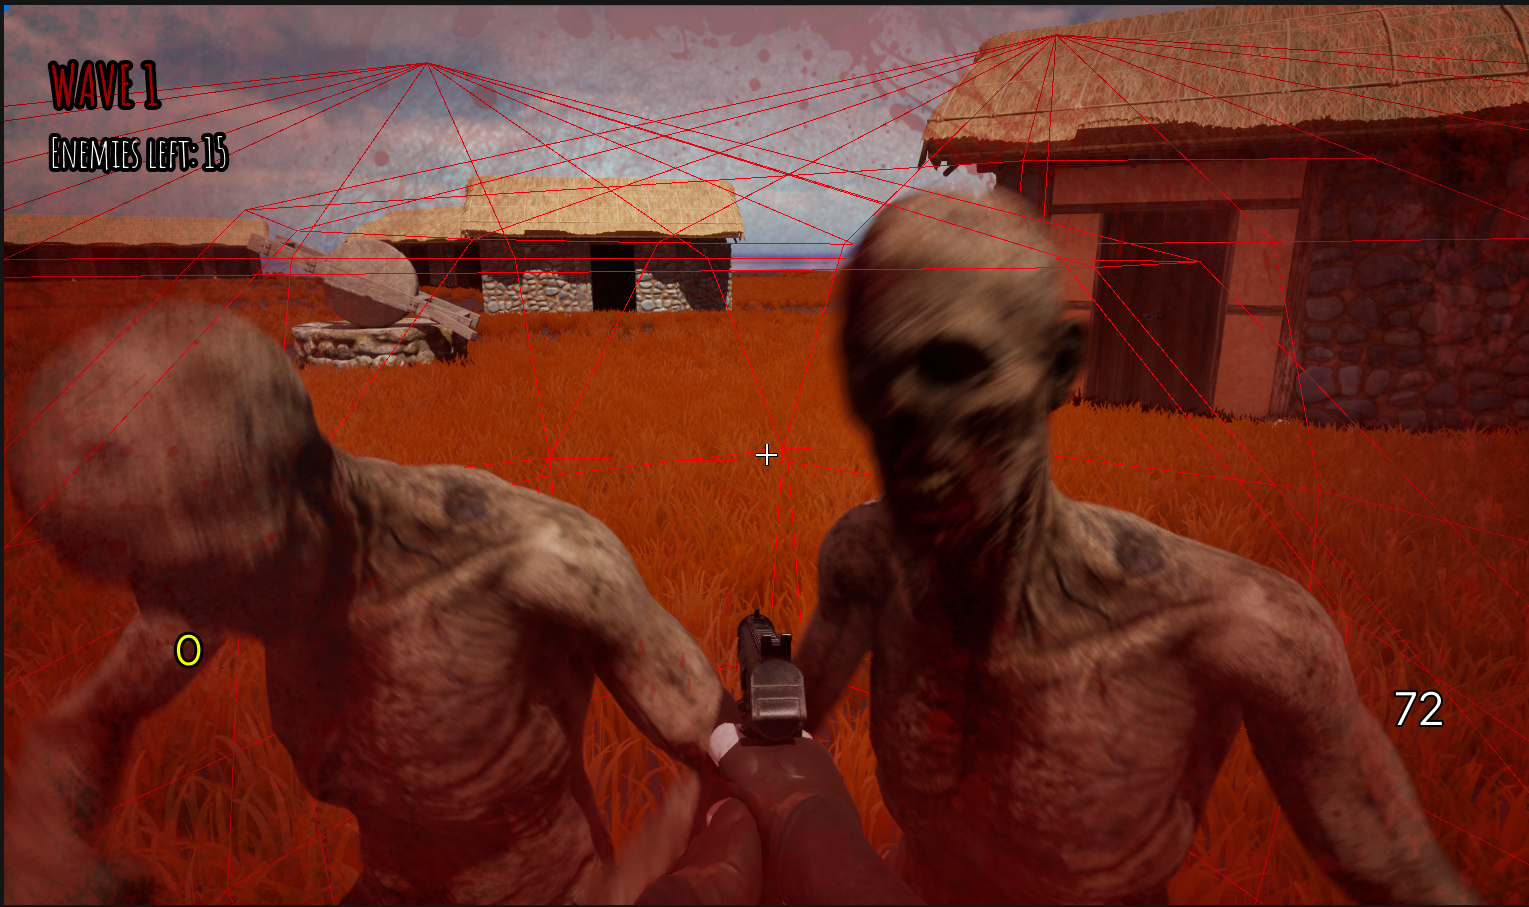 WAVE 1
ENEMIES LEFT: 15
0
72